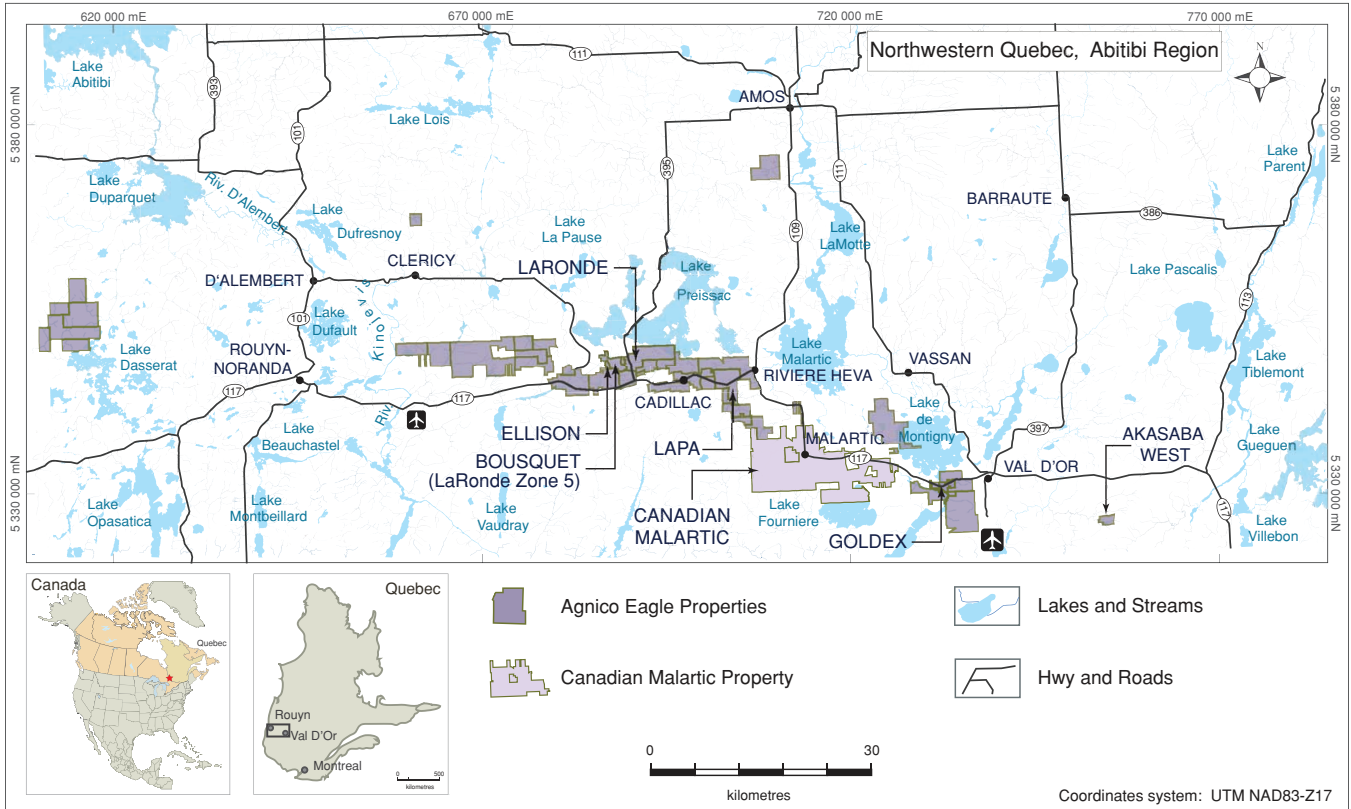 620 000 mE
670 000 mE
720 000 mE
770 000 mE
Northwestern Quebec, Abitibi Region
N
Lake
Abitibi
393
101
111
Lake Lois
AMOS
5 380 000 mN
5 380 000 mN
395
111
Lake
Parent
Lake
Duparquet
Riv. D'Alembert
BARRAUTE
386
Lake
Dufresnoy
Lake
La Pause
109
Lake
LaMotte
CLERICY
LARONDE
Lake
Preissac
Lake Pascalis
D'ALEMBERT
113
101
Lake
Dufault
Riv. Kinojevis
Lake
Dasserat
ROUYN-
NORANDA
Lake
Malartic
VASSAN
RIVIERE HEVA
Lake
Tiblemont
117
117
CADILLAC
Lake
de
Montigny
397
Lake
Beauchastel
ELLISON
LAPA
MALARTIC
117
AKASABA
WEST
Lake
Gueguen
BOUSQUET
(LaRonde Zone 5)
VAL D'OR
5 330 000 mN
5 330 000 mN
Lake
Opasatica
Lake
Montbeillard
Lake
Vaudray
CANADIAN
MALARTIC
Lake
Fourniere
GOLDEX
117
Lake
Villebon
Canada
Quebec
Quebec
Rouyn
Val D'Or
Montreal
0 500
kilometres
Agnico Eagle Properties
Canadian Malartic Property
Lakes and Streams
Hwy and Roads
0 30
kilometres
Coordinates system: UTM NAD83-Z17